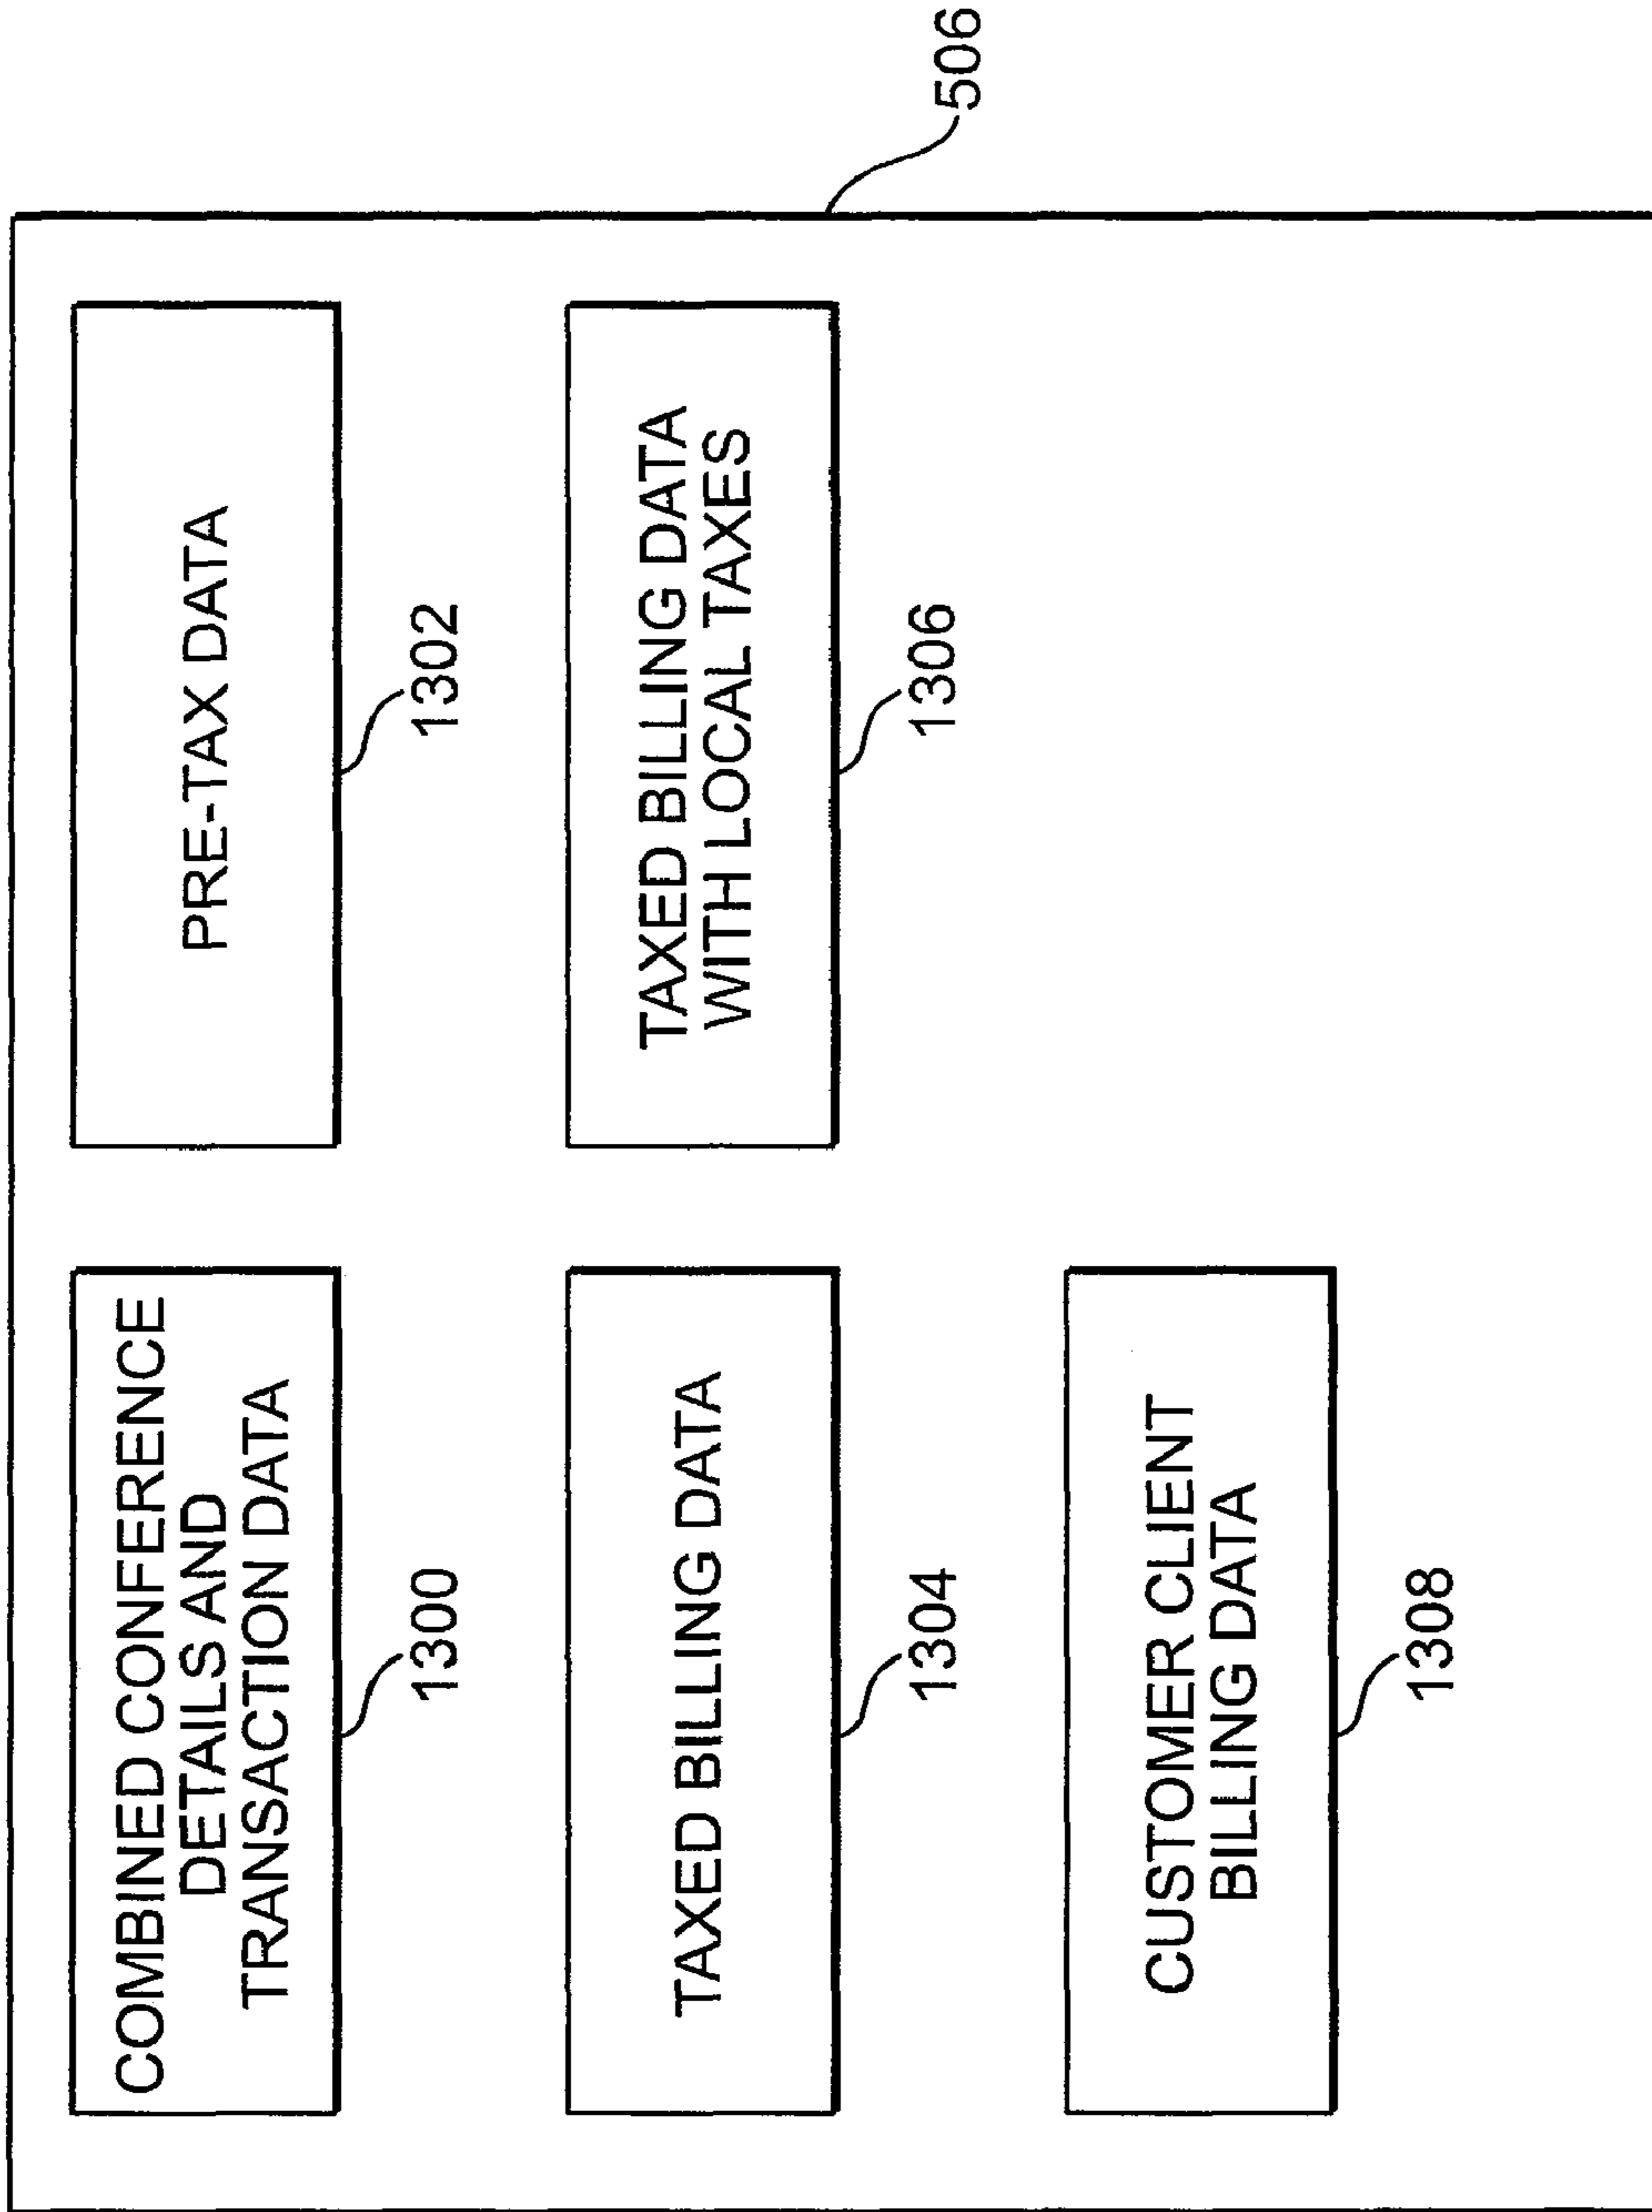 COMBINED CONFERENCE
DETAILS AND
TRANSACTION DATA
1300
PRE-TAX DATA
1302
TAXED BILLING DATA
1304
TAXED BILLING DATA
WITH LOCAL TAXES
1306
CUSTOMER CLIENT
BILLING DATA
1308
506